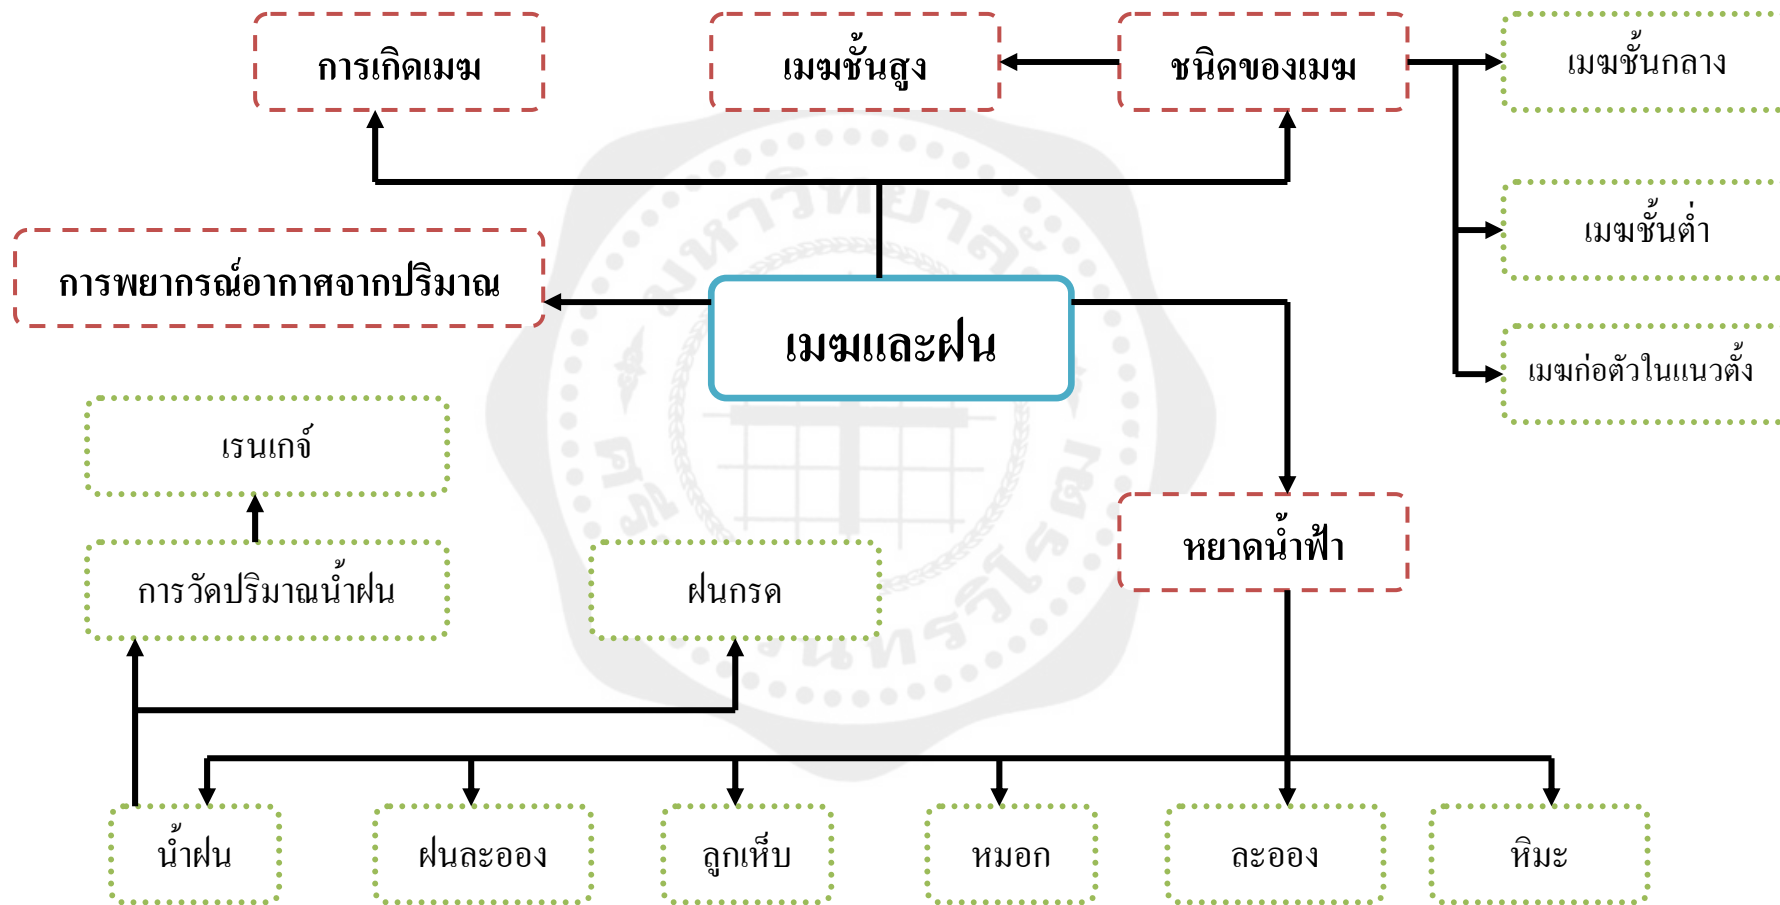 การเกิดเมฆ
เมฆชั้นสูง
ชนิดของเมฆ
เมฆชั้นกลาง
เมฆชั้นต่ำ
การพยากรณ์อากาศจากปริมาณ
เมฆและฝน
เมฆก่อตัวในแนวตั้ง
เรนเกจ์
หยาดน้ำฟ้า
การวัดปริมาณน้ำฝน
ฝนกรด
น้ำฝน
ฝนละออง
ลูกเห็บ
หมอก
ละออง
หิมะ